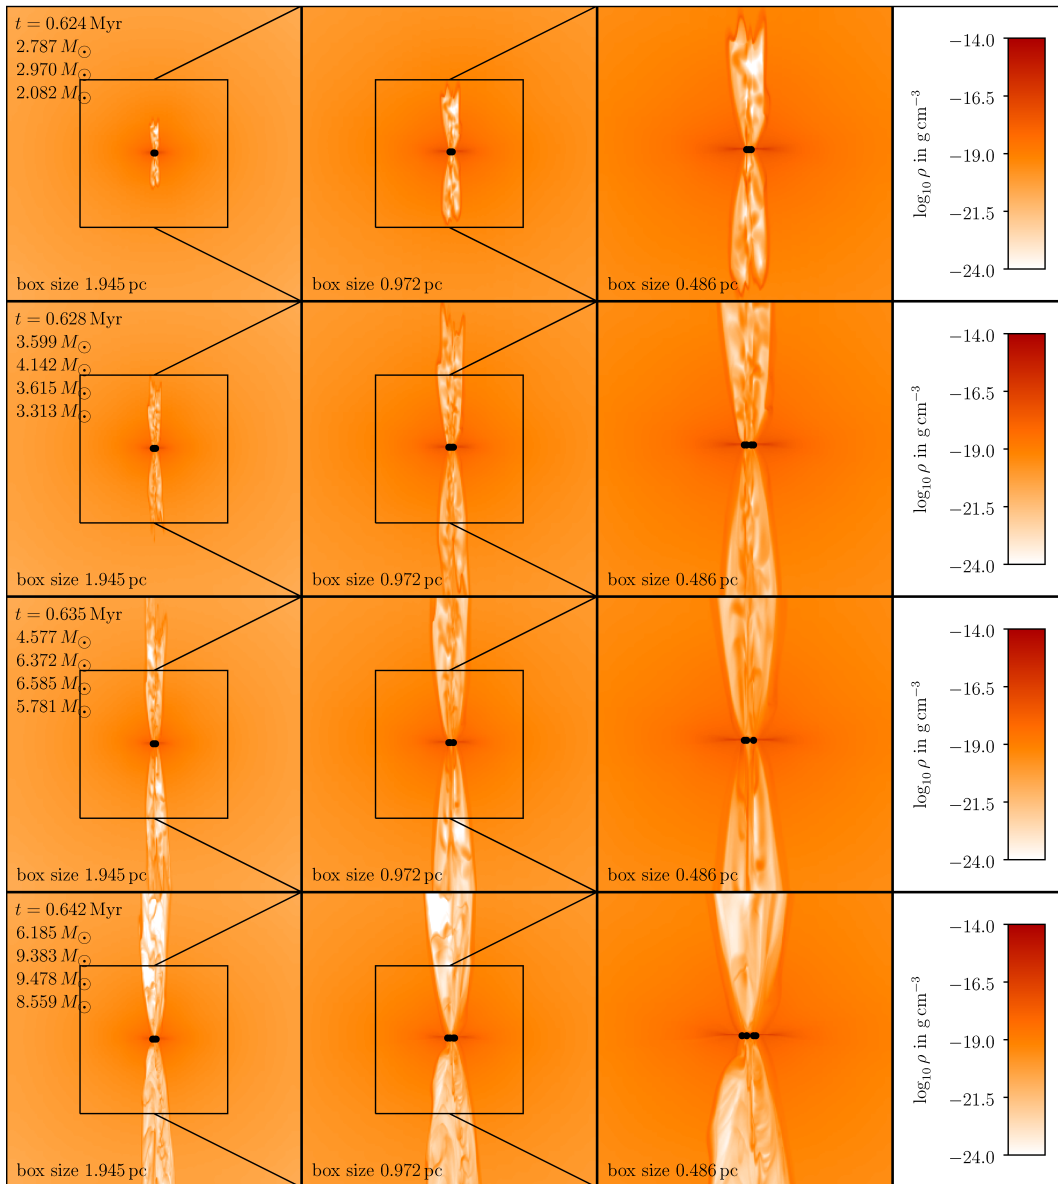 t = 0.624 Myr
2.787 M☉
2.970 M☉
2.082 M☉
box size 1.945 pc
box size 0.972 pc
box size 0.486 pc
log₁₀ ρ in g cm⁻³
−14.0
−16.5
−19.0
−21.5
−24.0
t = 0.628 Myr
3.599 M☉
4.142 M☉
3.615 M☉
3.313 M☉
box size 1.945 pc
box size 0.972 pc
box size 0.486 pc
log₁₀ ρ in g cm⁻³
−14.0
−16.5
−19.0
−21.5
−24.0
t = 0.635 Myr
4.577 M☉
6.372 M☉
6.585 M☉
5.781 M☉
box size 1.945 pc
box size 0.972 pc
box size 0.486 pc
log₁₀ ρ in g cm⁻³
−14.0
−16.5
−19.0
−21.5
−24.0
t = 0.642 Myr
6.185 M☉
9.383 M☉
9.478 M☉
8.559 M☉
box size 1.945 pc
box size 0.972 pc
box size 0.486 pc
log₁₀ ρ in g cm⁻³
−14.0
−16.5
−19.0
−21.5
−24.0